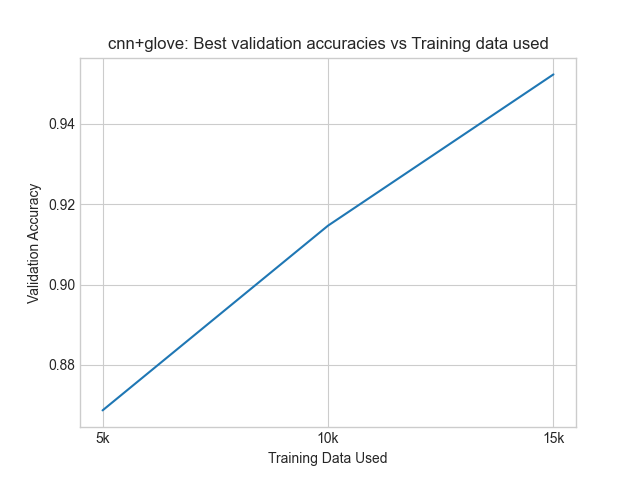 cnn+glove: Best validation accuracies vs Training data used
Validation Accuracy
0.94
0.92
0.90
0.88
5k
10k
15k
Training Data Used